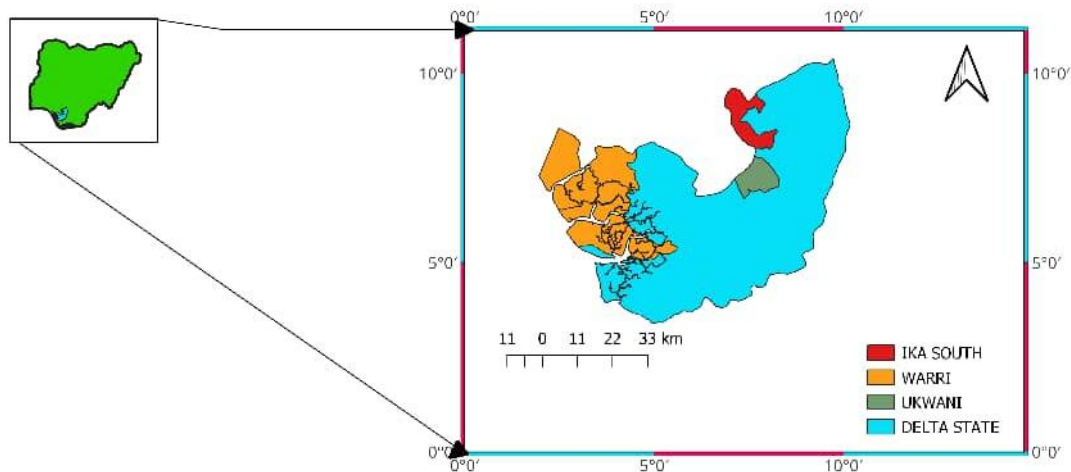 0°0' 5°0' 10°0'
10°0' 10°0'
5°0' 5°0'
11 0 11 22 33 km
IKA SOUTH
WARRI
UKWANI
DELTA STATE
0°0' 0°0'
0°0' 5°0' 10°0'